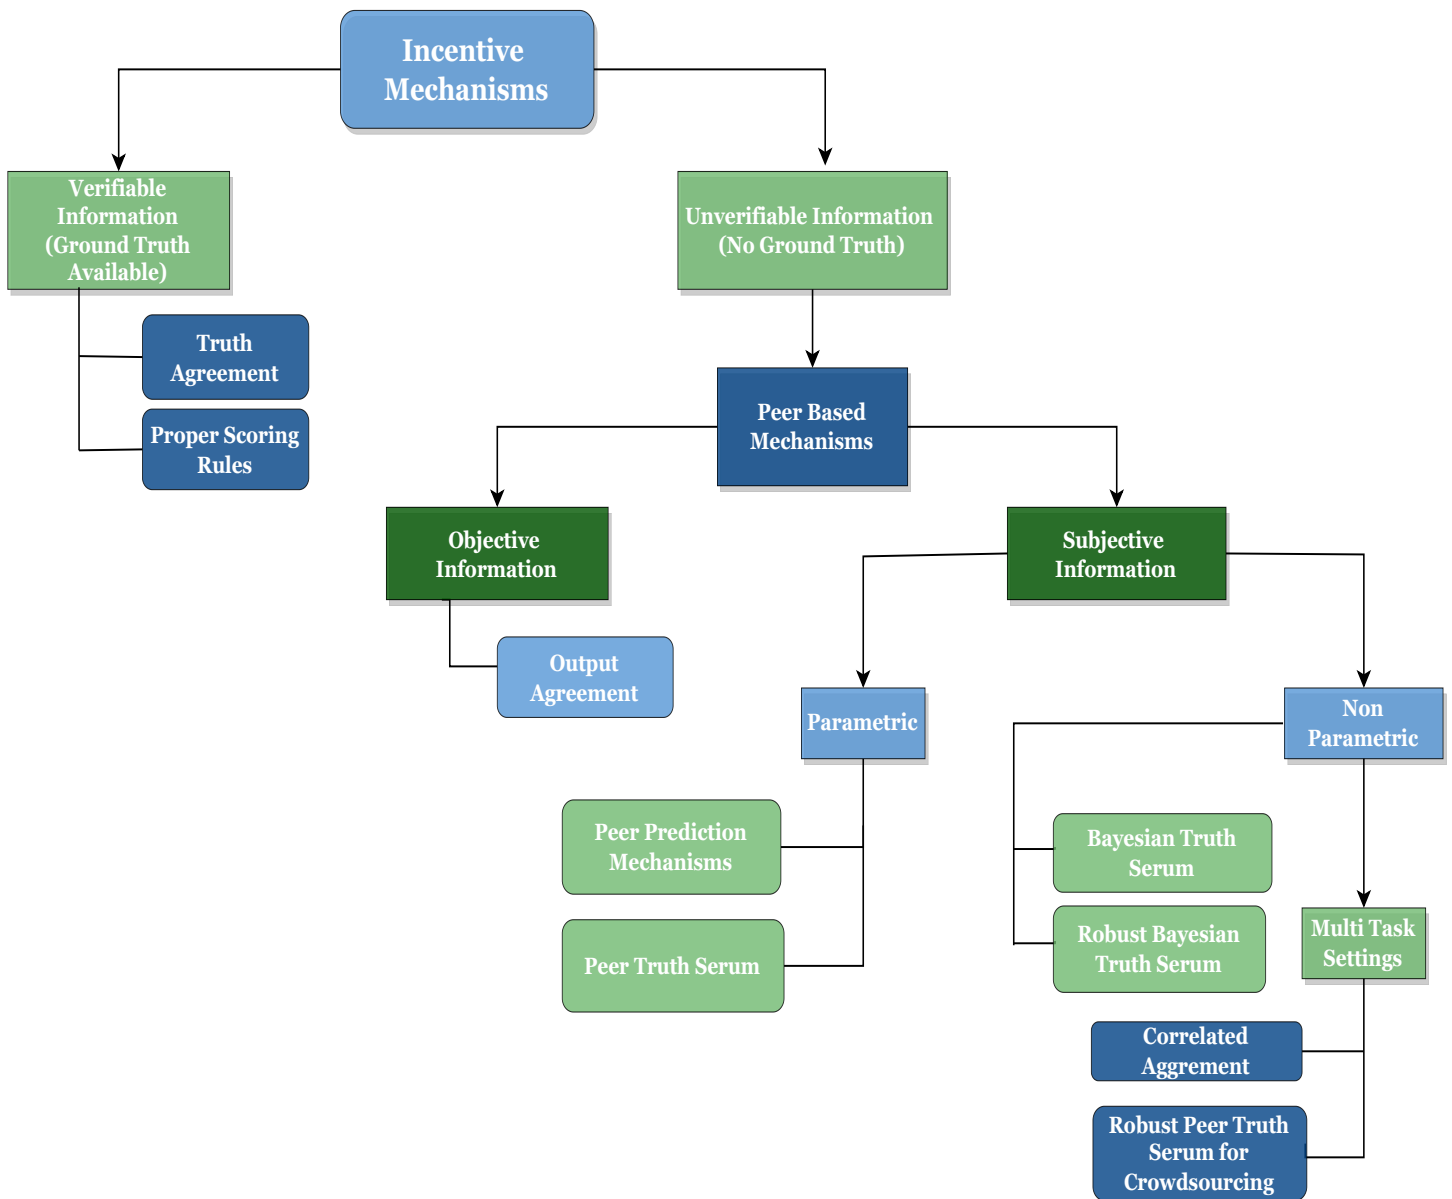 Incentive
Mechanisms
Verifiable
Information
(Ground Truth
Available)
Unverifiable Information
(No Ground Truth)
Truth
Agreement
Proper Scoring
Rules
Peer Based
Mechanisms
Objective
Information
Subjective
Information
Output
Agreement
Parametric
Non
Parametric
Peer Prediction
Mechanisms
Peer Truth Serum
Bayesian Truth
Serum
Robust Bayesian
Truth Serum
Multi Task
Settings
Correlated
Aggrement
Robust Peer Truth
Serum for
Crowdsourcing